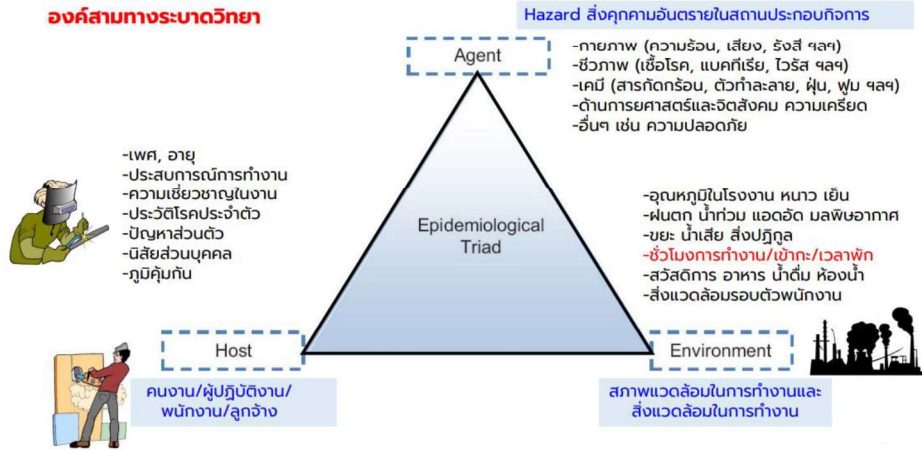 องค์สามทางระบาดวิทยา
Hazard สิ่งคุกคามอันตรายในสถานประกอบกิจการ
Agent
-กายภาพ (ความร้อน, เสียง, รังสี ฯลฯ)
-ชีวภาพ (เชื้อโรค, แบคทีเรีย, ไวรัส ฯลฯ)
-เคมี (สารกัดกร้อน, ตัวทำละลาย, ฝุ่น, ฟูม ฯลฯ)
-ด้านการยศาสตร์และจิตสังคม ความเครียด
-อื่นๆ เช่น ความปลอดภัย
-เพศ, อายุ
-ประสบการณ์การทำงาน
-ความเชี่ยวชาญในงาน
-ประวัติโรคประจำตัว
-ปัญหาส่วนตัว
-นิสัยส่วนบุคคล
-ภูมิคุ้มกัน
Epidemiological
Triad
-อุณหภูมิในโรงงาน หนาว เย็น
-ฝนตก น้ำท่วม แออัด มลพิษอากาศ
-ขยะ น้ำเสีย สิ่งปฏิกูล
-ชั่วโมงการทำงาน/เข้ากะ/เวลาพัก
-สวัสดิการ อาหาร น้ำดื่ม ห้องน้ำ
-สิ่งแวดล้อมรอบตัวพนักงาน
Host
คนงาน/ผู้ปฏิบัติงาน/
พนักงาน/ลูกจ้าง
Environment
สภาพแวดล้อมในการทำงานและ
สิ่งแวดล้อมในการทำงาน